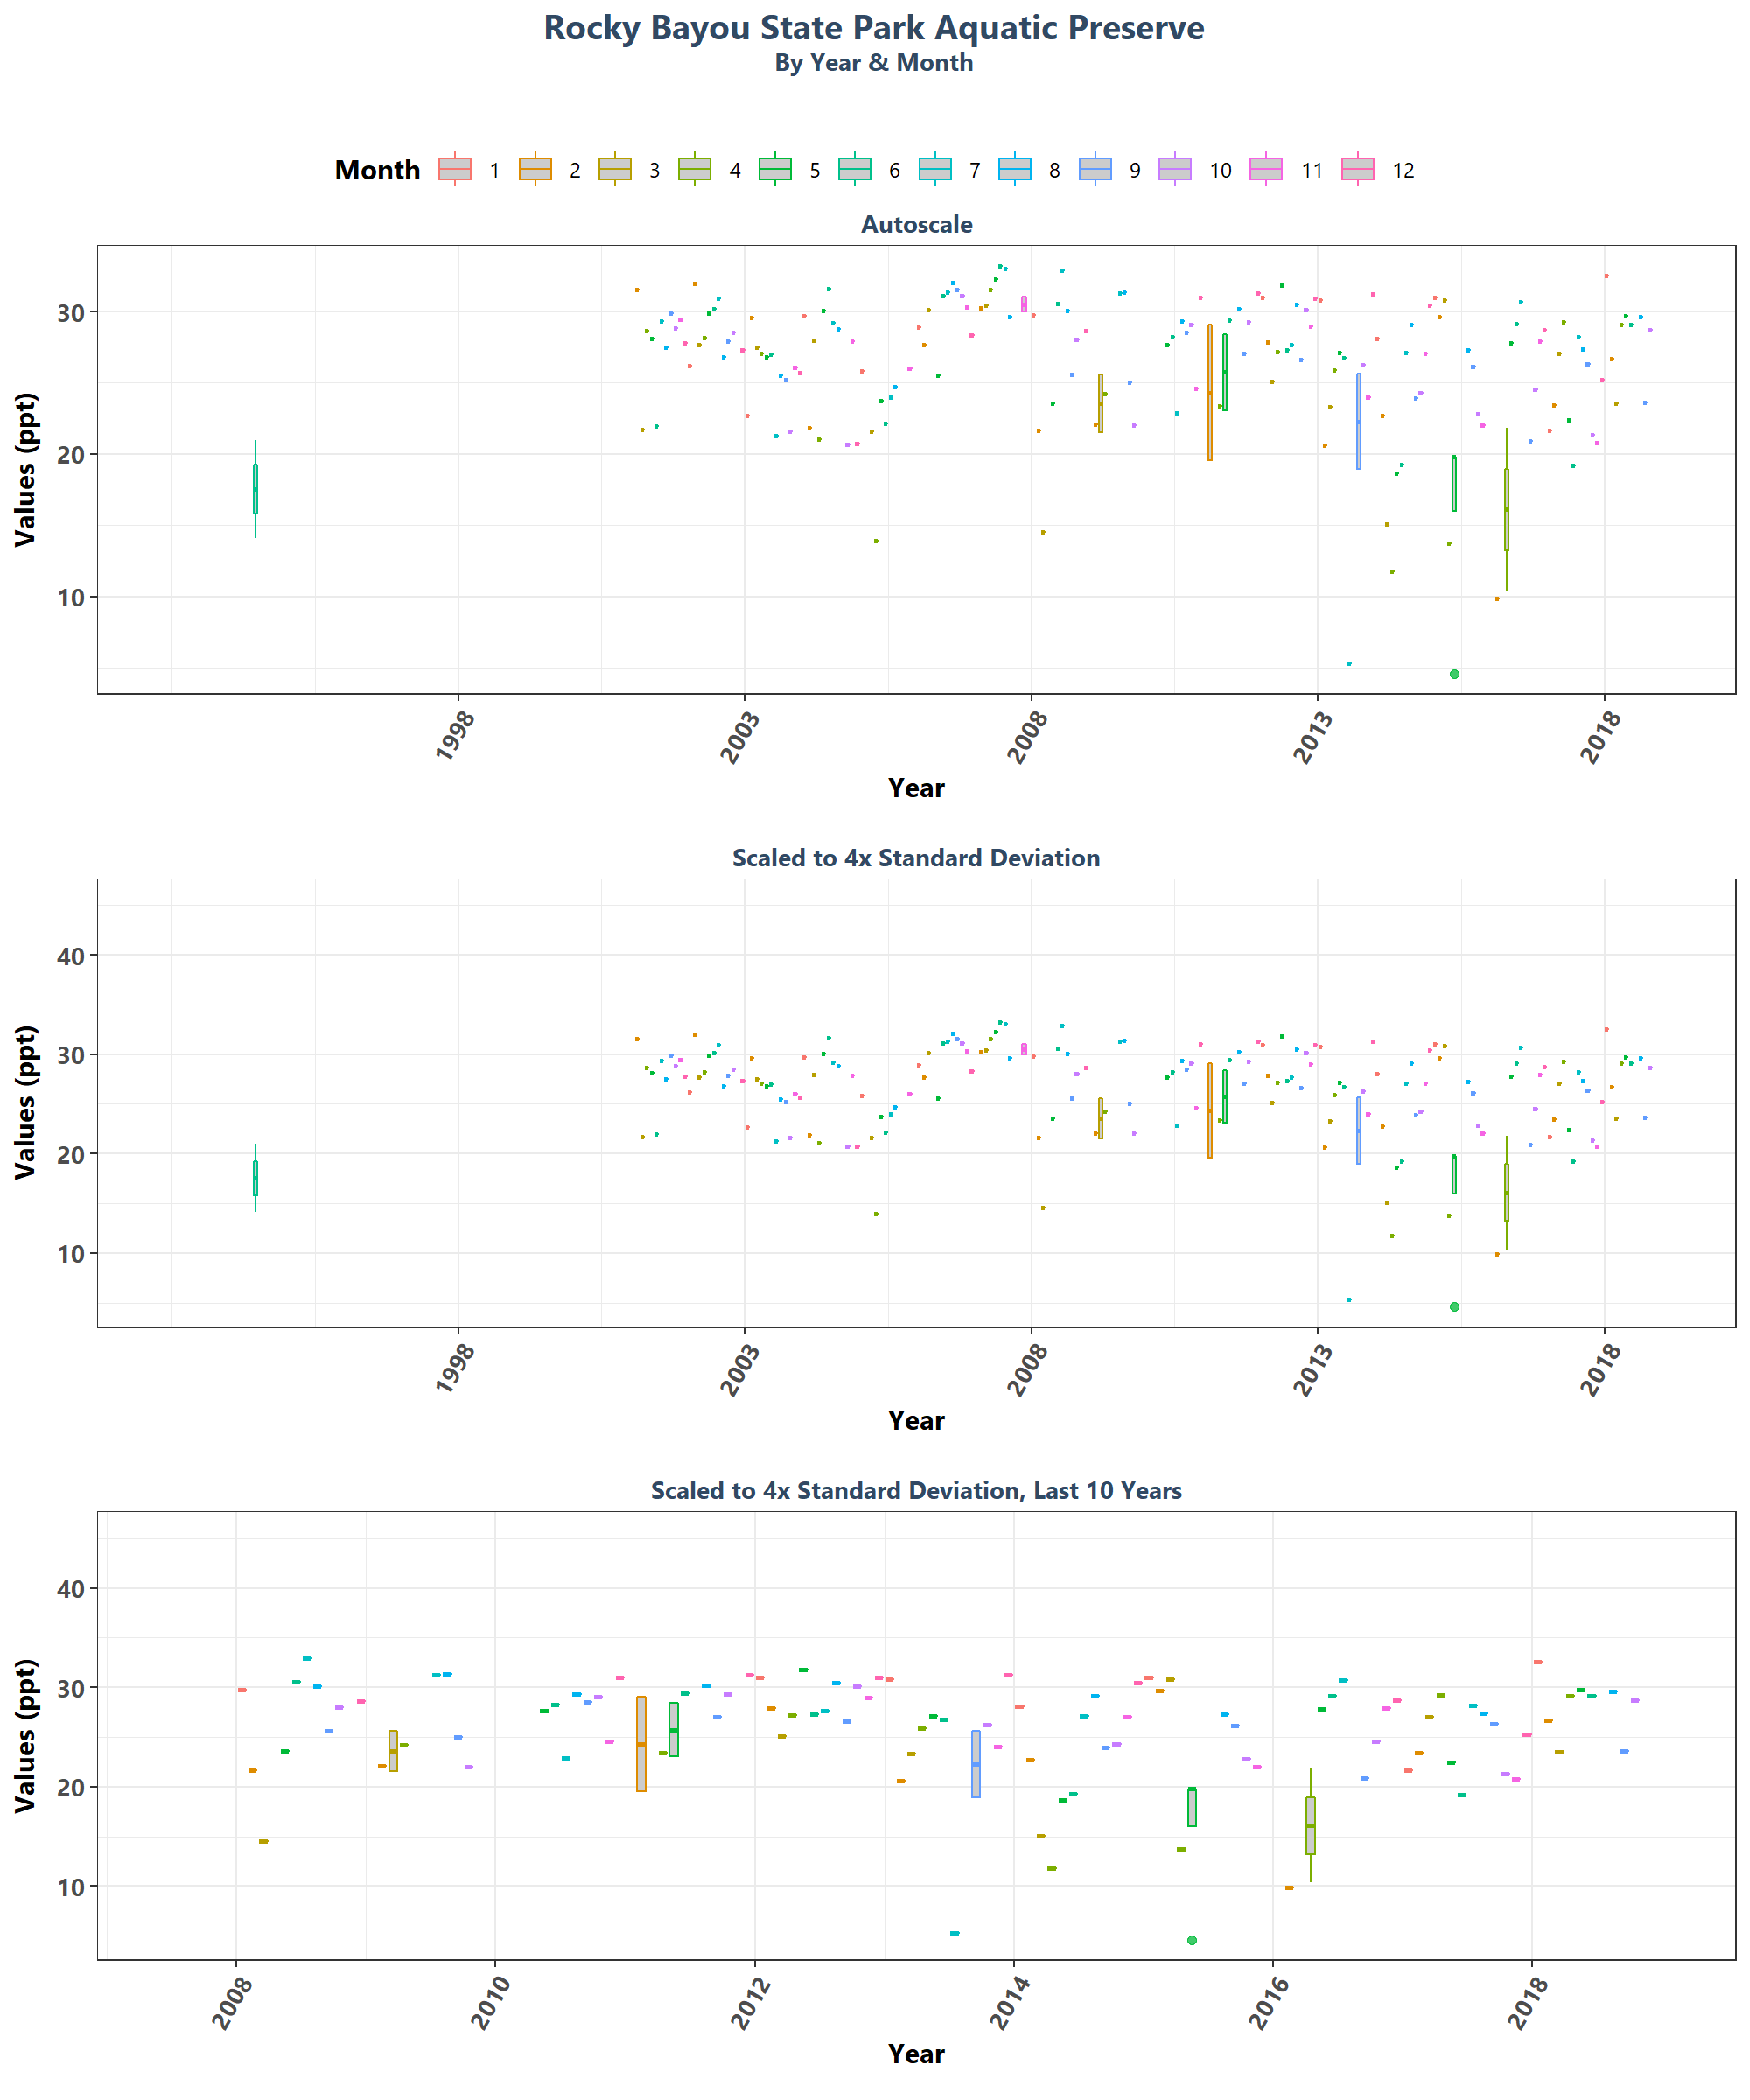 Rocky Bayou State Park Aquatic Preserve
By Year & Month
Month 1 2 3 4 5 6 7 8 9 10 11 12
Autoscale
Values (ppt)
30
20
10
1998 2003 2008 2013 2018
Year
Scaled to 4x Standard Deviation
Values (ppt)
40
30
20
10
1998 2003 2008 2013 2018
Year
Scaled to 4x Standard Deviation, Last 10 Years
Values (ppt)
40
30
20
10
2008 2010 2012 2014 2016 2018
Year